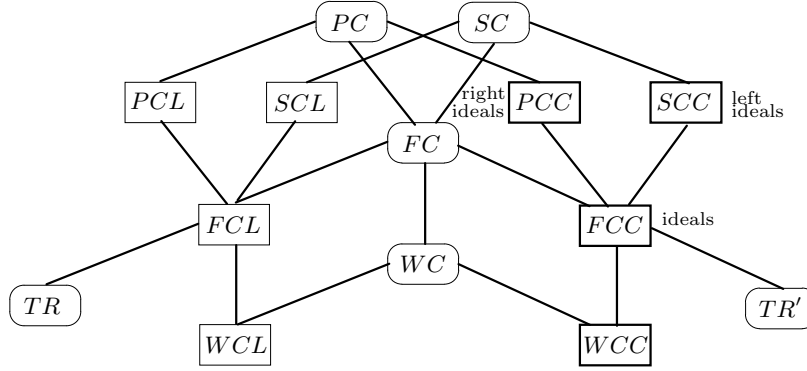 PC SC
PCL SCL right ideals PCC SCC left ideals
FC
FCL FCC ideals
WC
TR TR′
WCL WCC